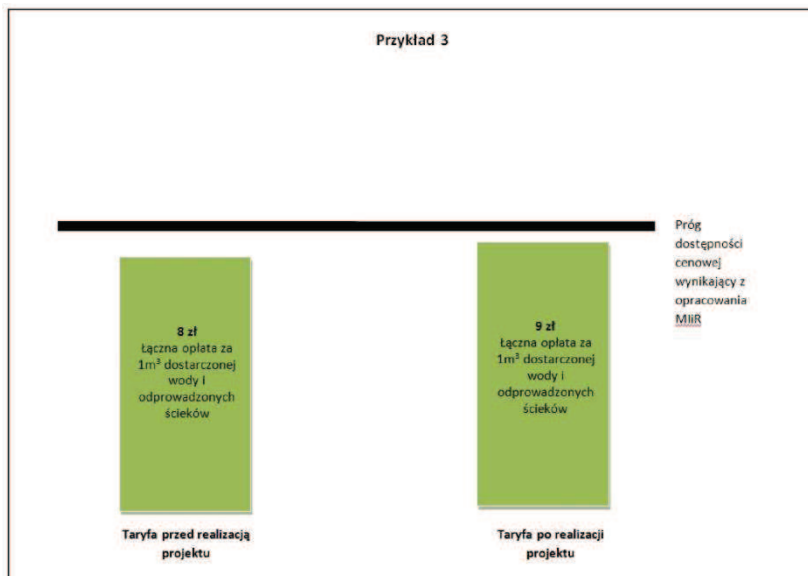 Przykład 3
Próg
dostępności
cenowej
wynikający z
opracowania
MIiR
8 zł
Łączna opłata za
1m³ dostarczonej
wody i
odprowadzonych
ścieków
9 zł
Łączna opłata za
1m³ dostarczonej
wody i
odprowadzonych
ścieków
Taryfa przed realizacją
projektu
Taryfa po realizacji
projektu